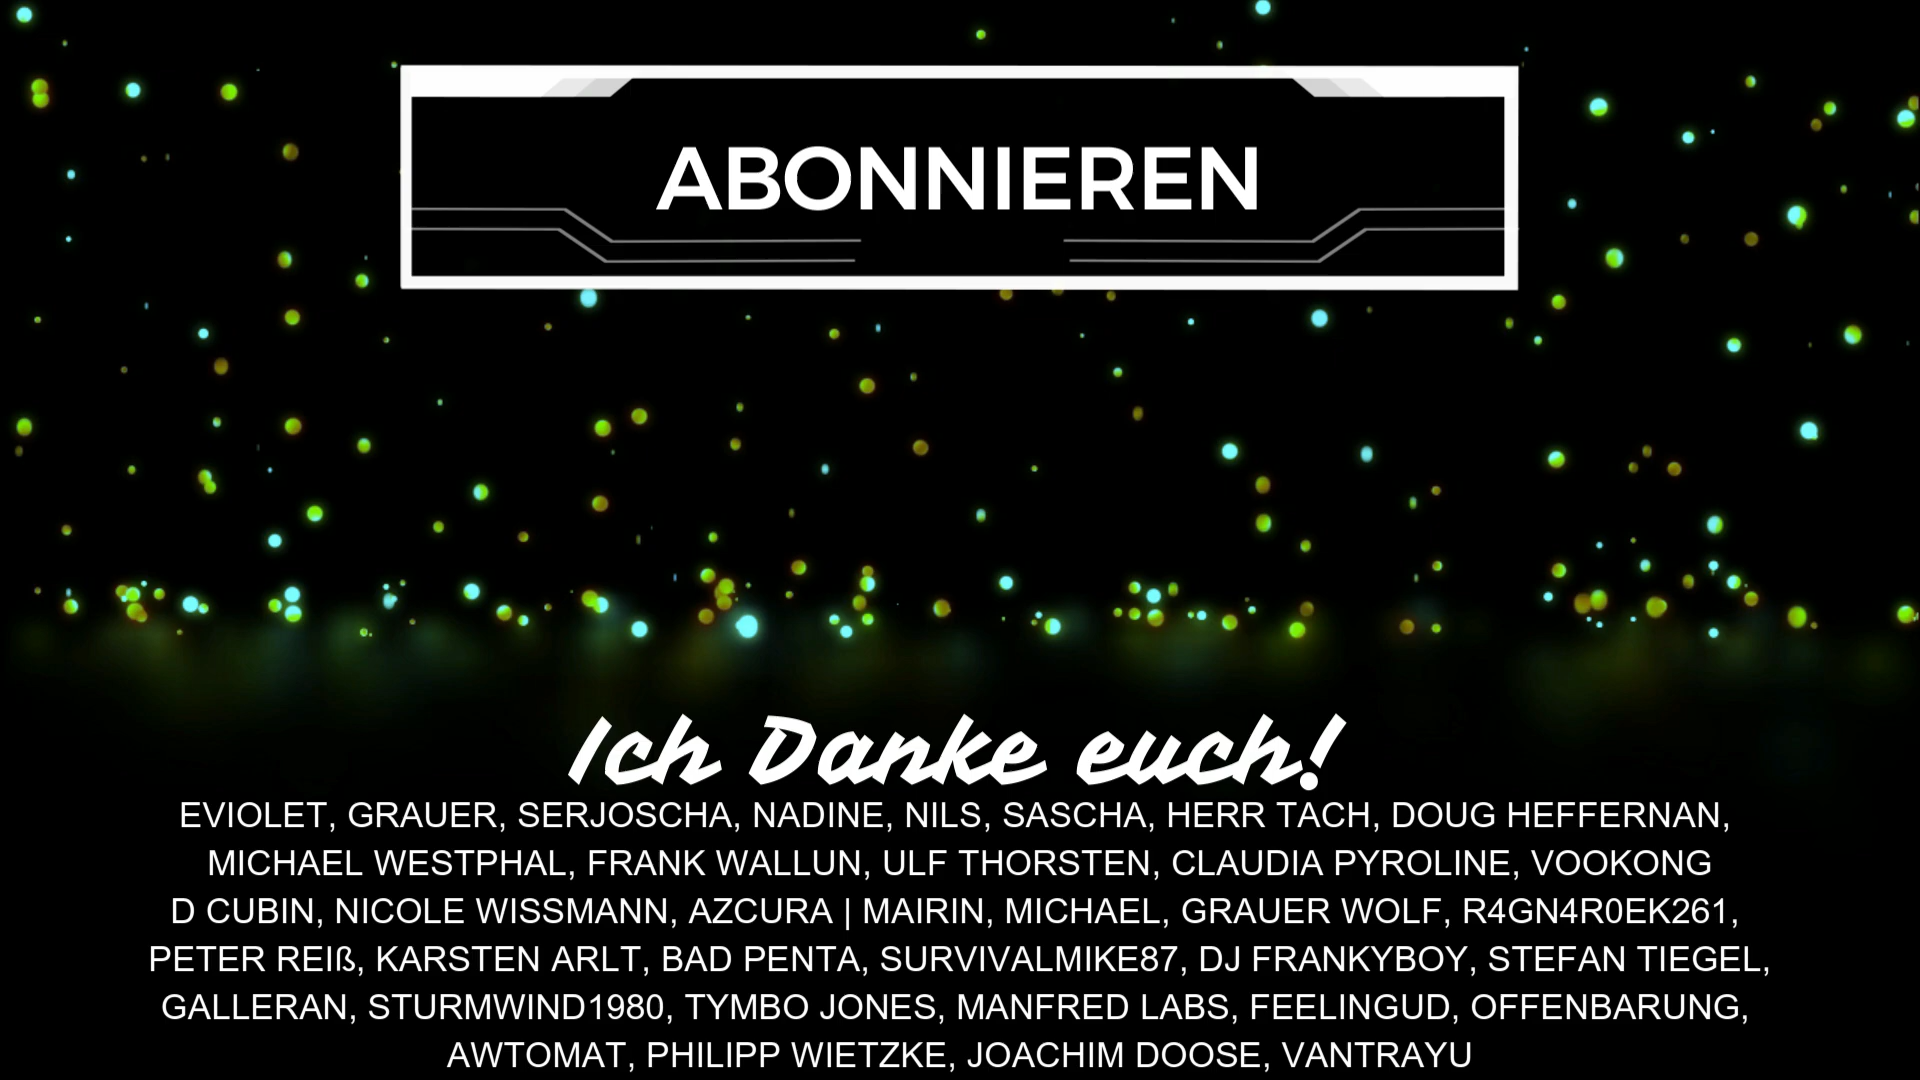 ABONNIEREN
Ich Danke euch!
EVIOLET, GRAUER, SERJOSCHA, NADINE, NILS, SASCHA, HERR TACH, DOUG HEFFERNAN,
MICHAEL WESTPHAL, FRANK WALLUN, ULF THORSTEN, CLAUDIA PYROLINE, VOOKONG
D CUBIN, NICOLE WISSMANN, AZCURA | MAIRIN, MICHAEL, GRAUER WOLF, R4GN4R0EK261,
PETER REIß, KARSTEN ARLT, BAD PENTA, SURVIVALMIKE87, DJ FRANKYBOY, STEFAN TIEGEL,
GALLERAN, STURMWIND1980, TYMBO JONES, MANFRED LABS, FEELINGUD, OFFENBARUNG,
AWTOMAT, PHILIPP WIETZKE, JOACHIM DOOSE, VANTRAYU